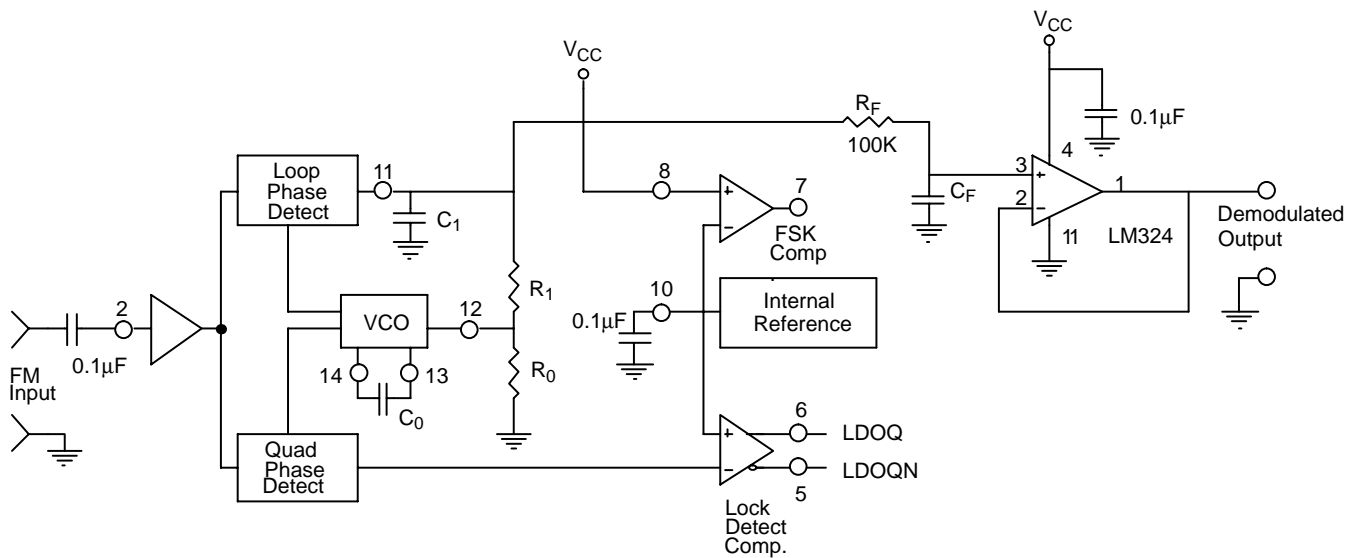 VCC
VCC
RF
100K
0.1μF
Loop
Phase
Detect
11
C1
8
+
−
7
FSK
Comp
3
2
+
−
4
1
11
LM324
CF
Demodulated
Output
R1
10
0.1μF
Internal
Reference
2
0.1μF
FM
Input
VCO
12
14
13
C0
R0
Quad
Phase
Detect
+
−
6
LDOQ
5
LDOQN
Lock
Detect
Comp.